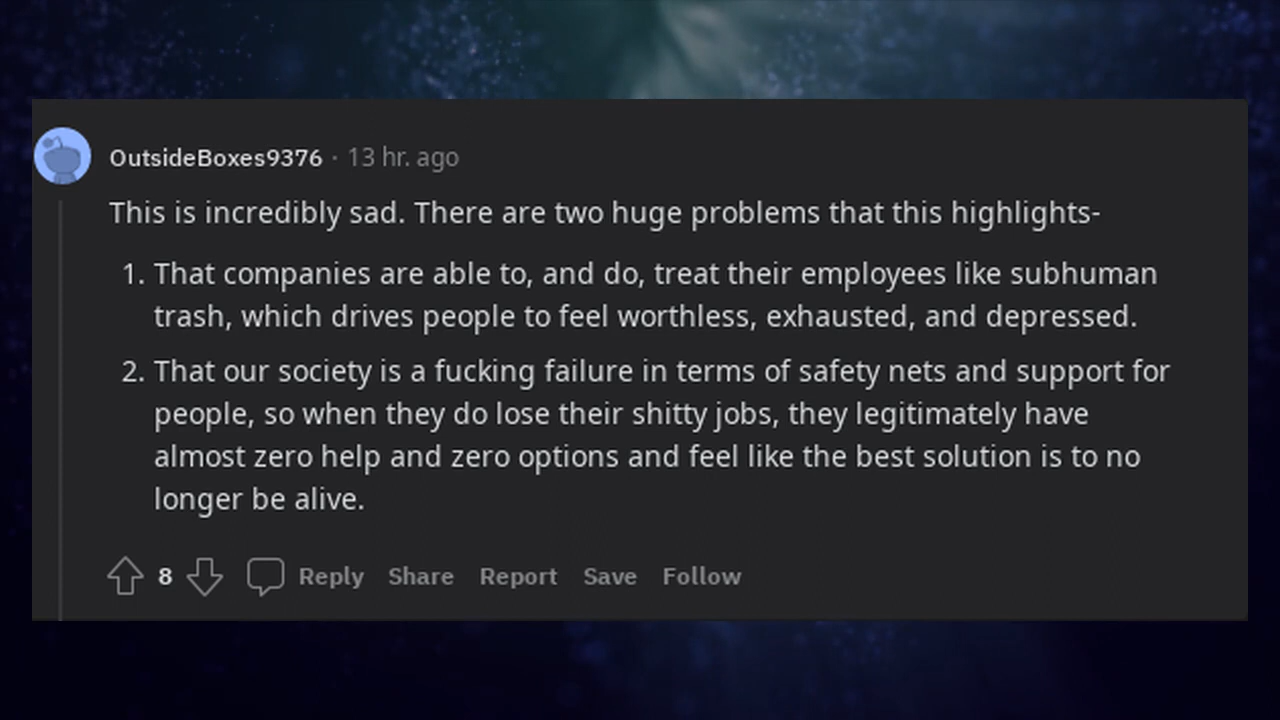 OutsideBoxes9376 · 13 hr. ago
This is incredibly sad. There are two huge problems that this highlights-
1. That companies are able to, and do, treat their employees like subhuman
trash, which drives people to feel worthless, exhausted, and depressed.
2. That our society is a fucking failure in terms of safety nets and support for
people, so when they do lose their shitty jobs, they legitimately have
almost zero help and zero options and feel like the best solution is to no
longer be alive.
8 Reply Share Report Save Follow